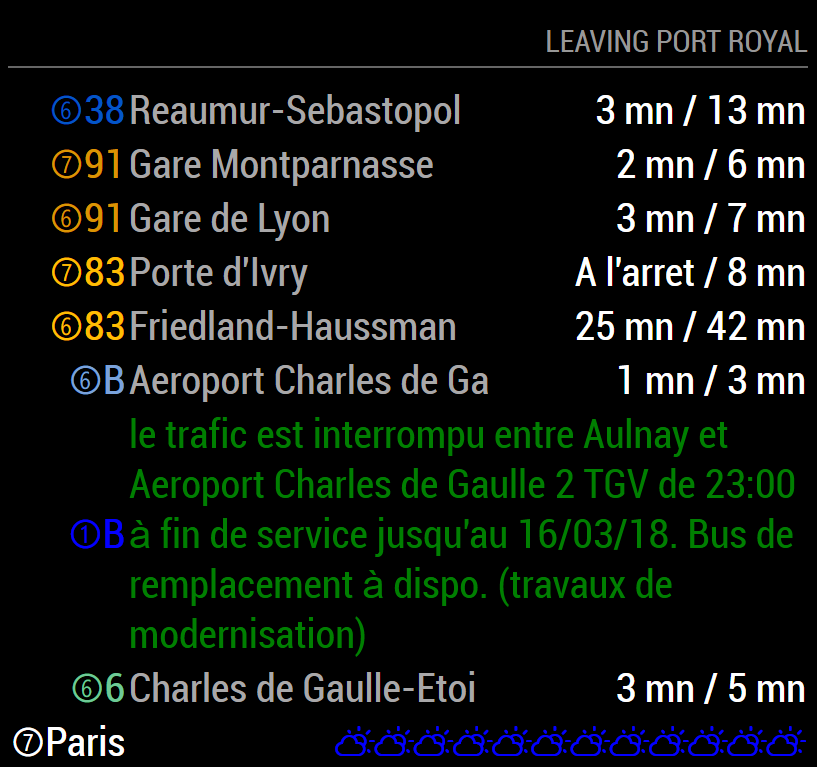 LEAVING PORT ROYAL
⑥38 Reaumur-Sebastopol 3 mn / 13 mn
⑦91 Gare Montparnasse 2 mn / 6 mn
⑥91 Gare de Lyon 3 mn / 7 mn
⑦83 Porte d'Ivry A l'arret / 8 mn
⑥83 Friedland-Haussman 25 mn / 42 mn
⑥B Aeroport Charles de Ga 1 mn / 3 mn
le trafic est interrompu entre Aulnay et
Aeroport Charles de Gaulle 2 TGV de 23:00
①B à fin de service jusqu'au 16/03/18. Bus de
remplacement à dispo. (travaux de
modernisation)
⑥6 Charles de Gaulle-Etoi 3 mn / 5 mn
⑦Paris